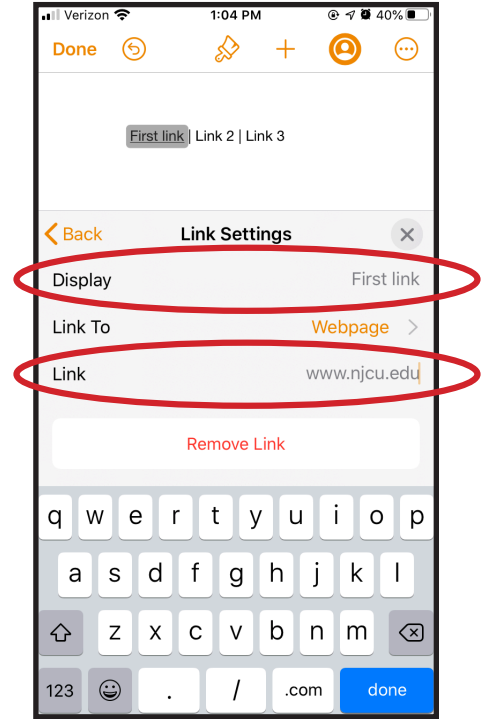 Verizon 1:04 PM 40%
Done
First link | Link 2 | Link 3
Back Link Settings
Display First link
Link To Webpage
Link www.njcu.edu
Remove Link
q w e r t y u i o p
a s d f g h j k l
z x c v b n m
123 . / .com done